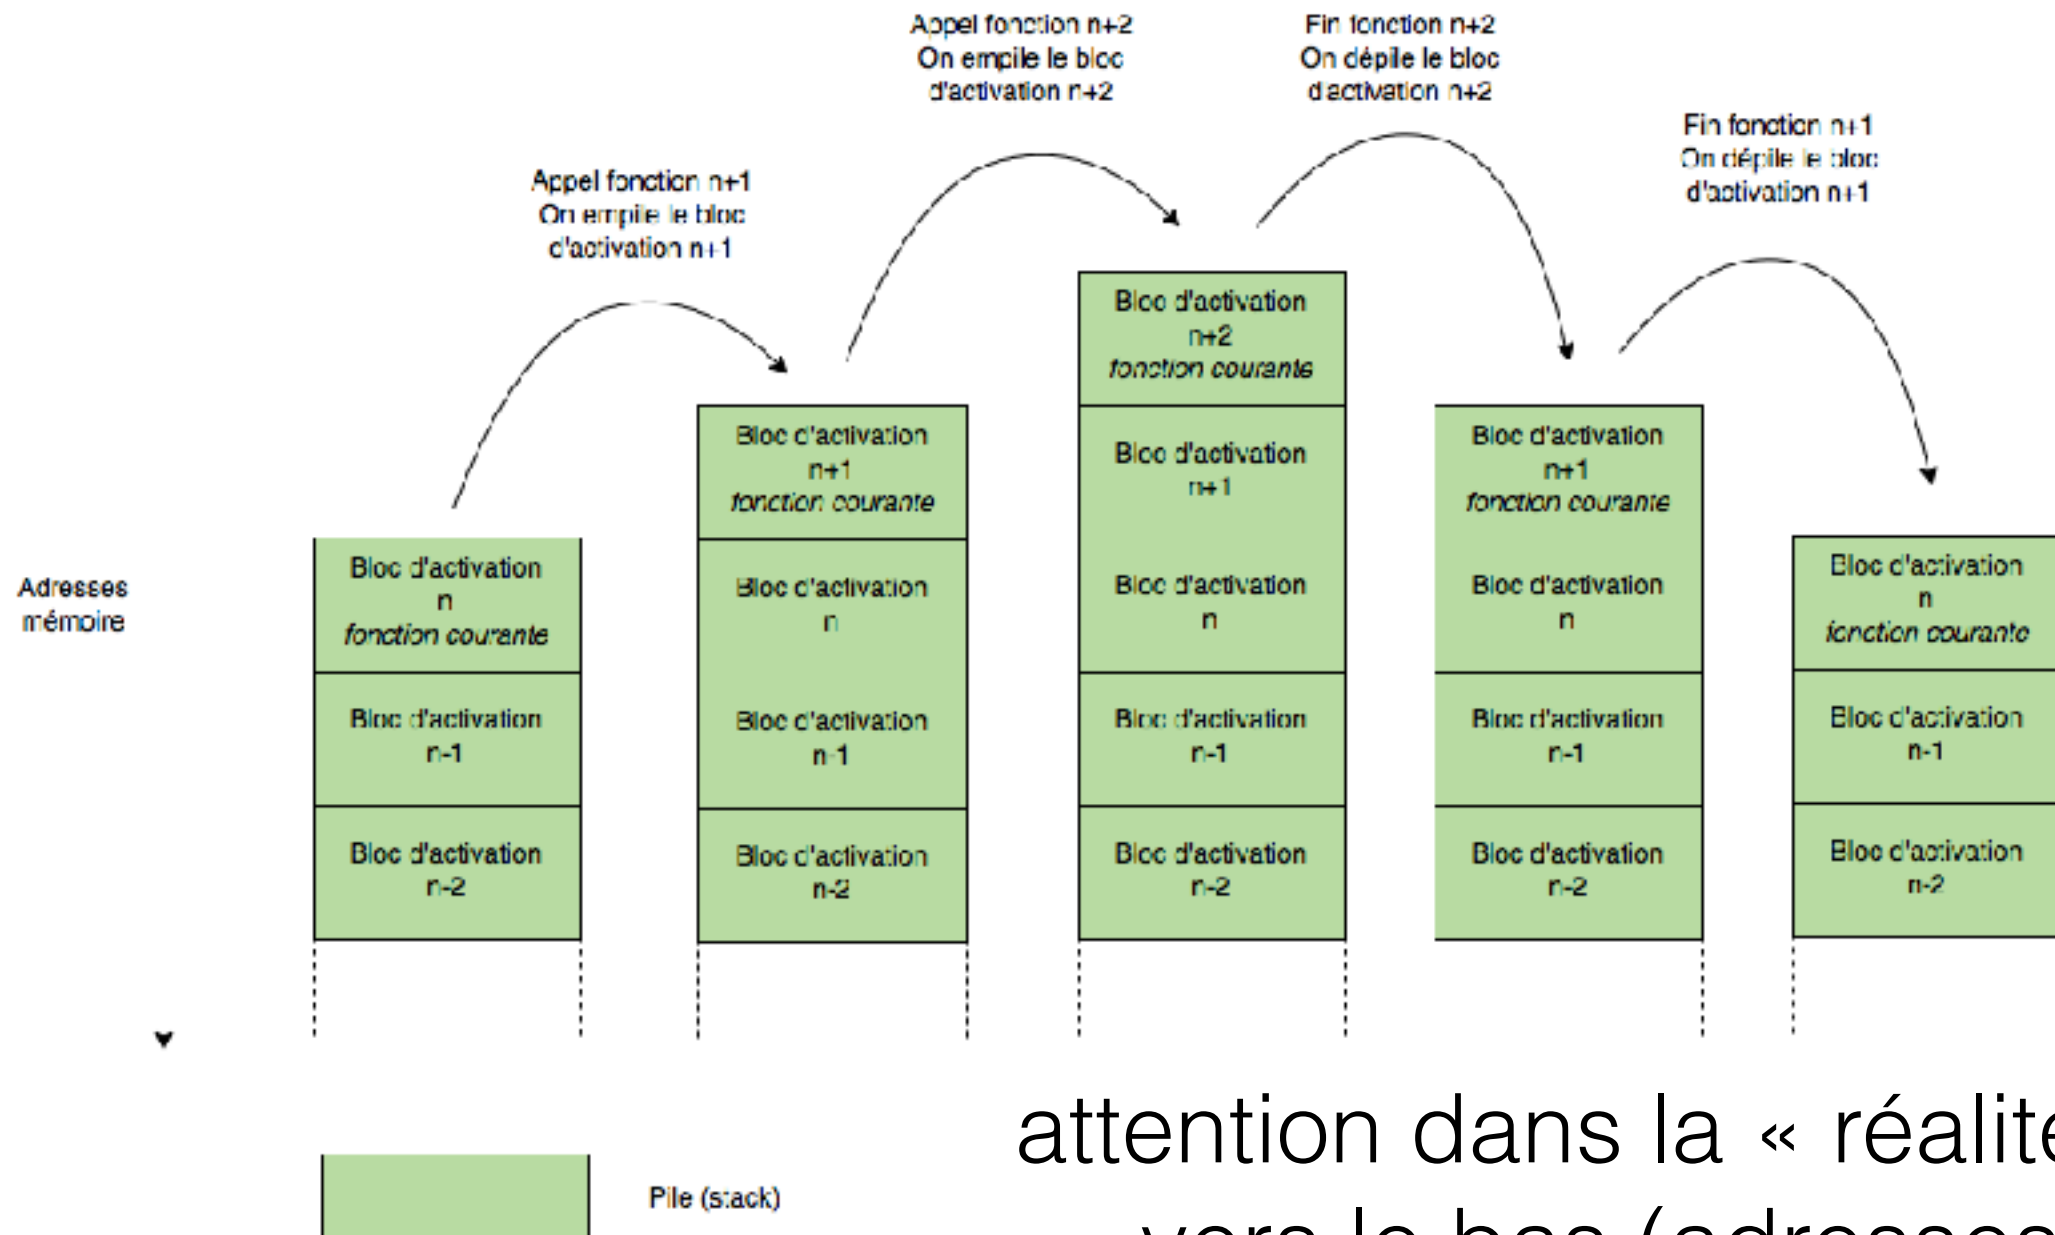 Appel fonction n+1
On empile le bloc
d'activation n+1
Appel fonction n+2
On empile le bloc
d'activation n+2
Fin fonction n+2
On dépile le bloc
d'activation n+2
Fin fonction n+1
On dépile le bloc
d'activation n+1
Adresses
mémoire
Bloc d'activation
n
fonction courante
Bloc d'activation
n-1
Bloc d'activation
n-2
Bloc d'activation
n+1
fonction courante
Bloc d'activation
n
Bloc d'activation
n-1
Bloc d'activation
n-2
Bloc d'activation
n+2
fonction courante
Bloc d'activation
n+1
Bloc d'activation
n
Bloc d'activation
n-1
Bloc d'activation
n-2
Bloc d'activation
n+1
fonction courante
Bloc d'activation
n
Bloc d'activation
n-1
Bloc d'activation
n-2
Bloc d'activation
n
fonction courante
Bloc d'activation
n-1
Bloc d'activation
n-2
Pile (stack)
attention dans la « réalité
vers le bas (adresses